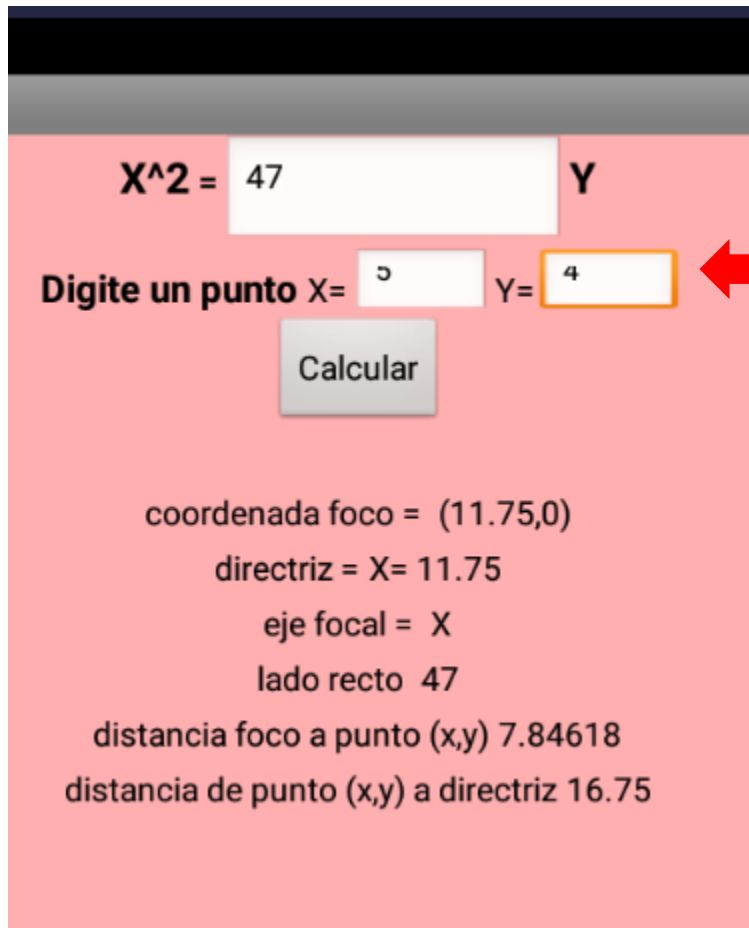 X^2 = 47 Y
Digite un punto X= 5 Y= 4
Calcular
coordenada foco = (11.75,0)
directriz = X= 11.75
eje focal = X
lado recto 47
distancia foco a punto (x,y) 7.84618
distancia de punto (x,y) a directriz 16.75